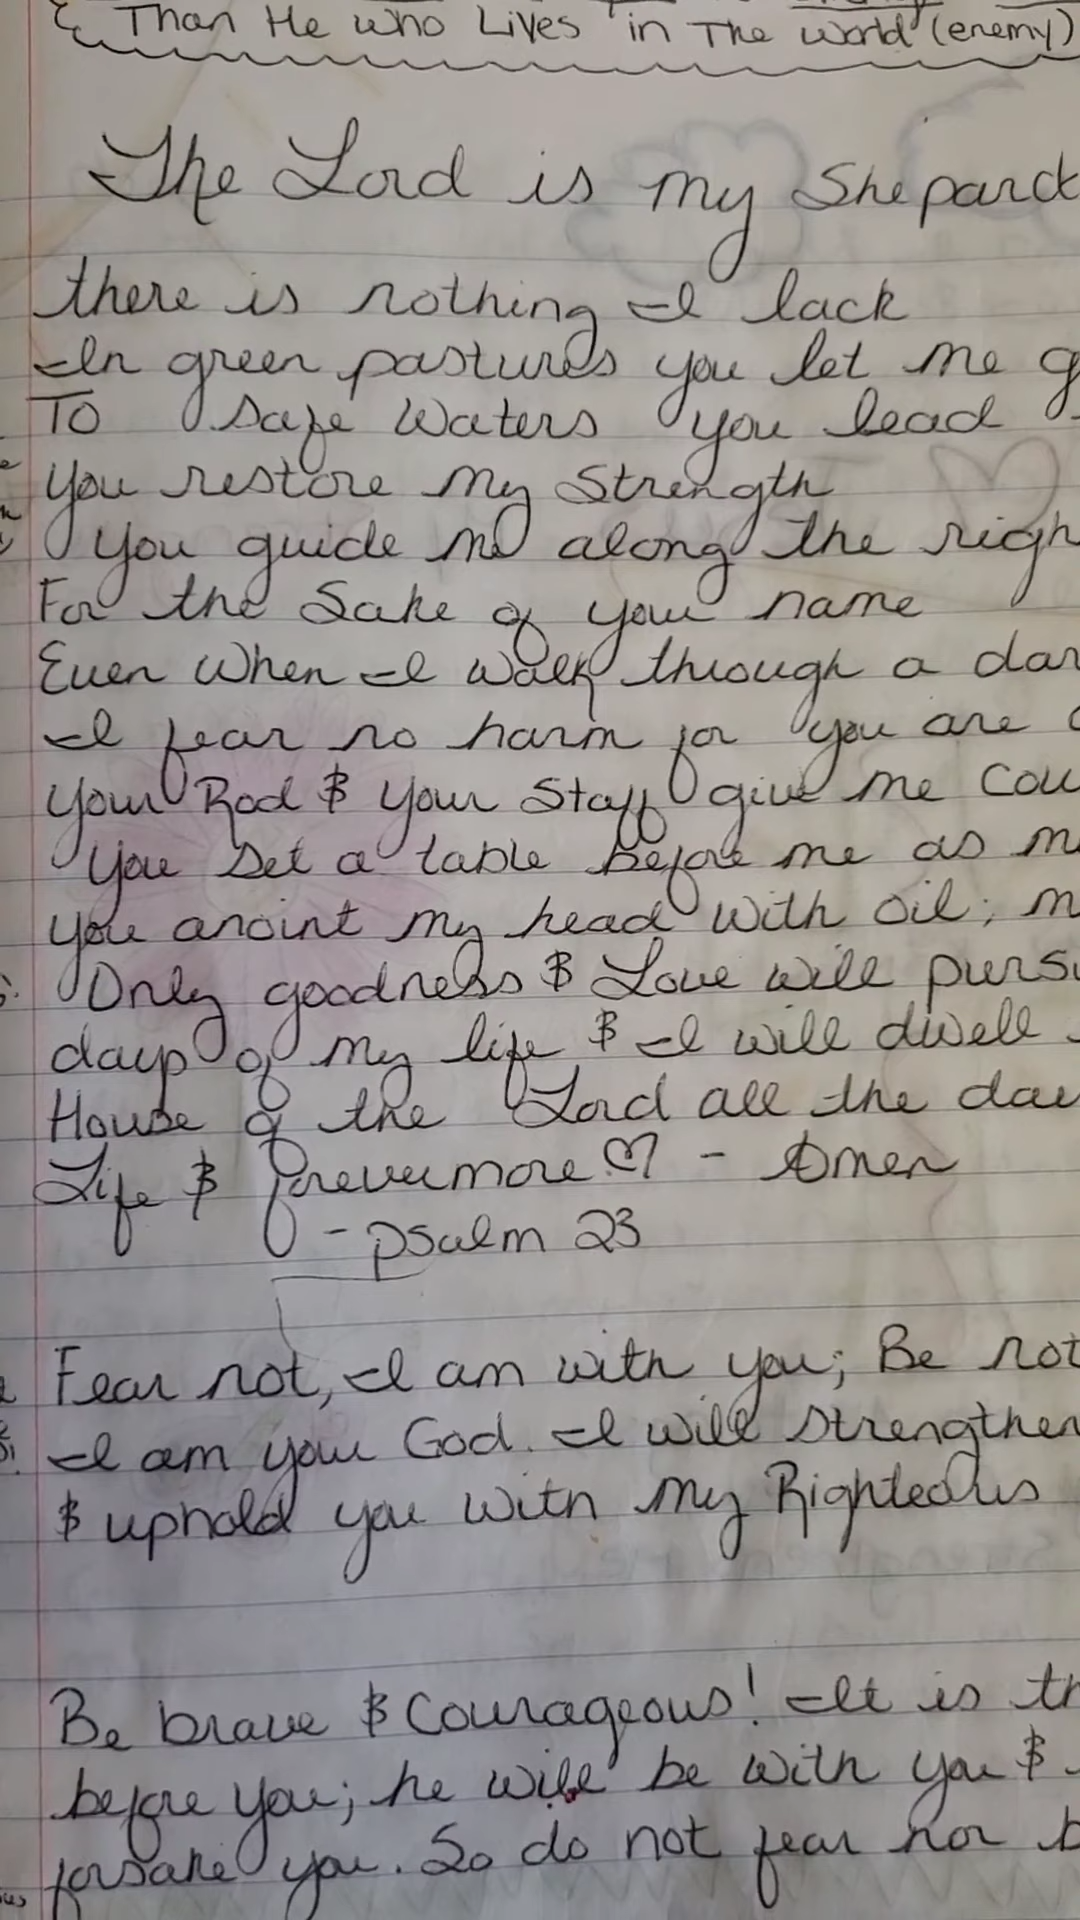 Than He who Lives in The World (enemy)
The Lord is my Shepard
there is nothing I lack
In green pastures you let me g
To safe Waters you lead
You restore my Strength
You guide me along the righ
For the Sake of your name
Even When I walk through a dar
I fear no harm for you are
your Rod & your Staff give me Cou
You set a table before me as m
you anoint my head with oil; m
Only goodness & Love will pursu
days of my life & I will dwell
House of the Lord all the da
Life & forevermore ♡ - Amen
- psalm 23
Fear not, I am with you; Be not
I am your God. I will strengthen
& uphold you with my Righteous
Be brave & Courageous! It is th
before you; he will be with you &
forsake you. So do not fear nor b